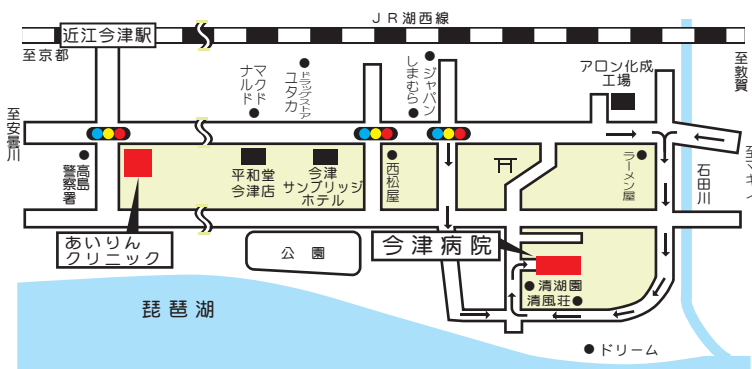 JR湖西線
近江今津駅
至京都
至敦賀
マクド
ナルド
ドラッグストア
ユタカ
ジャパン
しまむら
アロン化成
工場
至安曇川
高島
警察署
平和堂
今津店
今津
サンブリッジ
ホテル
西松屋
ラーメン屋
石田川
あいりん
クリニック
公園
今津病院
清湖園
清風荘
琵琶湖
ドリーム